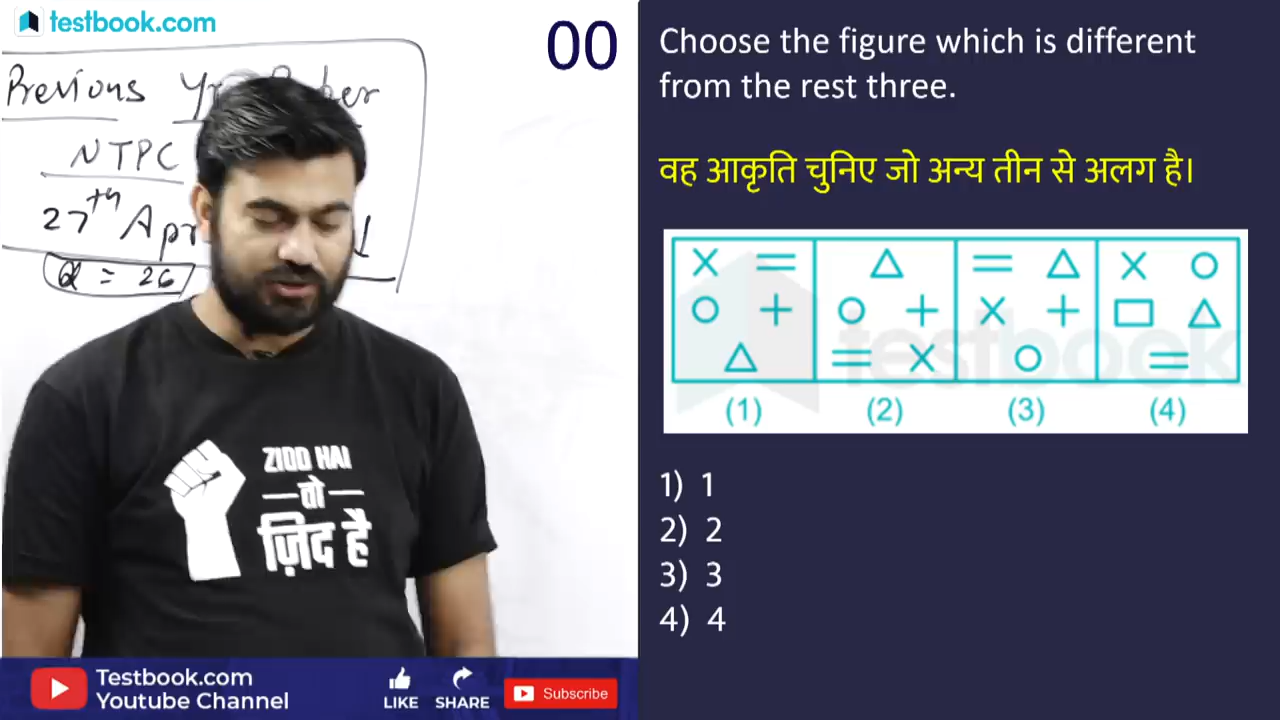 testbook.com
Previous
NTPC
27th Apr
Q = 26
ZIDD HAI
तो
ज़िद है
Testbook.com
Youtube Channel
LIKE
SHARE
Subscribe
00
Choose the figure which is different
from the rest three.
वह आकृति चुनिए जो अन्य तीन से अलग है।
testbook
× = △ = △ × ○
○ + ○ + × + □ △
△ = × ○ =
(1) (2) (3) (4)
1) 1
2) 2
3) 3
4) 4